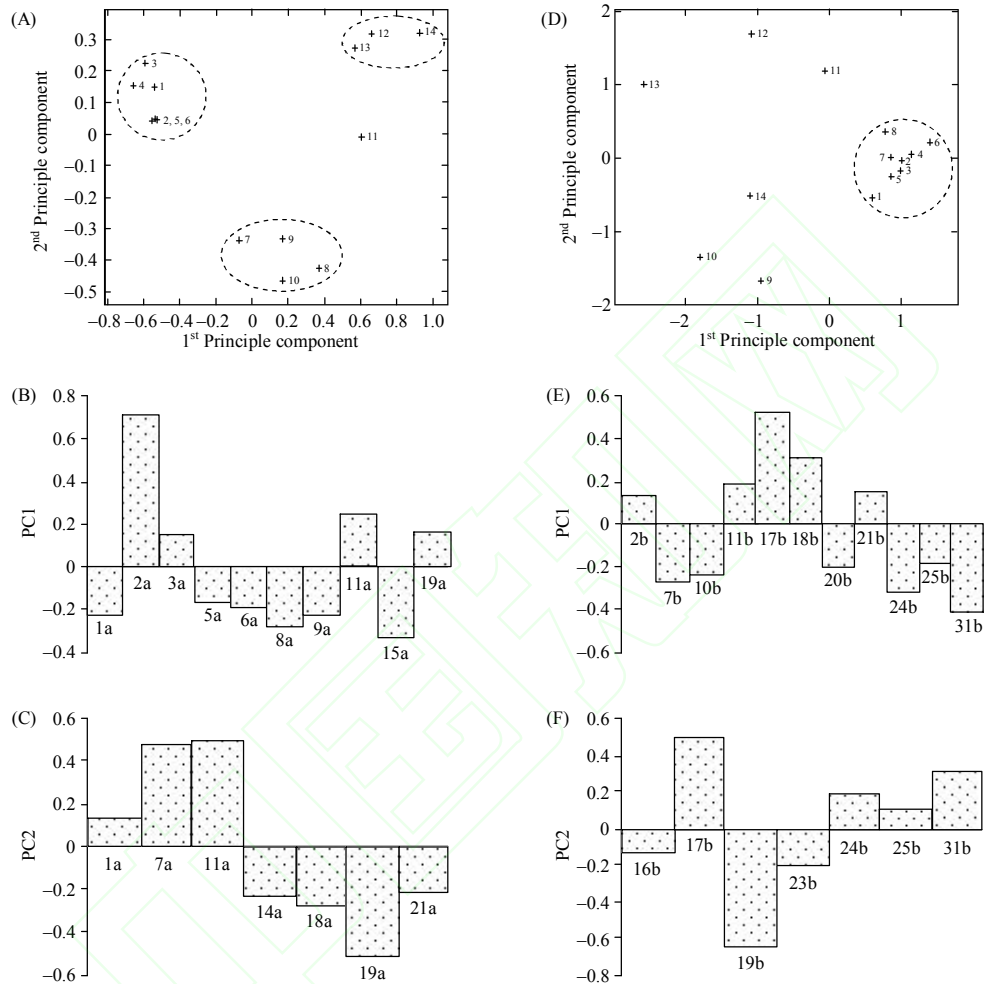 (A)
0.3
0.2
0.1
0
–0.1
–0.2
–0.3
–0.4
–0.5
2nd Principle component
3
4
1
2, 5, 6
12
14
13
11
7
9
8
10
–0.8 –0.6 –0.4 –0.2 0 0.2 0.4 0.6 0.8 1.0
1st Principle component
(D)
2
1
0
–1
–2
2nd Principle component
12
11
13
8
6
7
4
2
3
5
1
14
10
9
–2 –1 0 1
1st Principle component
(B)
0.8
0.6
0.4
0.2
0
–0.2
–0.4
PC1
1a
2a
3a
5a
6a
8a
9a
11a
15a
19a
(E)
0.6
0.4
0.2
0
–0.2
–0.4
–0.6
PC1
2b
7b
10b
11b
17b
18b
20b
21b
24b
25b
31b
(C)
0.6
0.4
0.2
0
–0.2
–0.4
–0.6
PC2
1a
7a
11a
14a
18a
19a
21a
(F)
0.6
0.4
0.2
0
–0.2
–0.4
–0.6
–0.8
PC2
16b
17b
19b
23b
24b
25b
31b